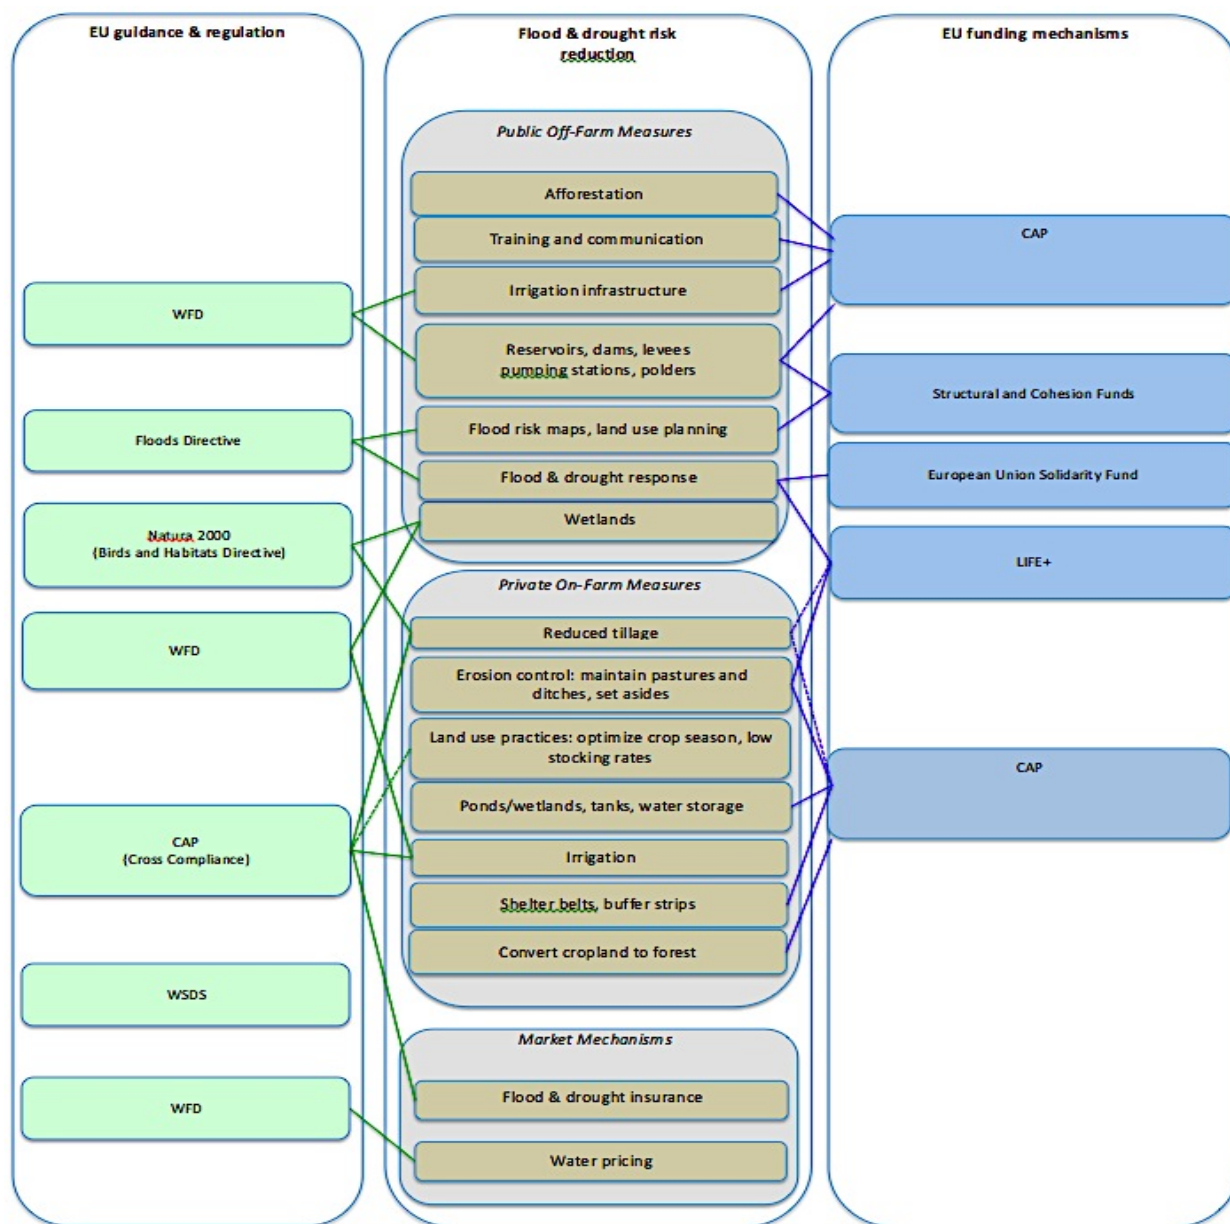 EU guidance & regulation
WFD
Floods Directive
Natura 2000
(Birds and Habitats Directive)
WFD
CAP
(Cross Compliance)
WSDS
WFD
Flood & drought risk
reduction
Public Off-Farm Measures
Afforestation
Training and communication
Irrigation infrastructure
Reservoirs, dams, levees
pumping stations, polders
Flood risk maps, land use planning
Flood & drought response
Wetlands
Private On-Farm Measures
Reduced tillage
Erosion control: maintain pastures and
ditches, set asides
Land use practices: optimize crop season, low
stocking rates
Ponds/wetlands, tanks, water storage
Irrigation
Shelter belts, buffer strips
Convert cropland to forest
Market Mechanisms
Flood & drought insurance
Water pricing
EU funding mechanisms
CAP
Structural and Cohesion Funds
European Union Solidarity Fund
LIFE+
CAP